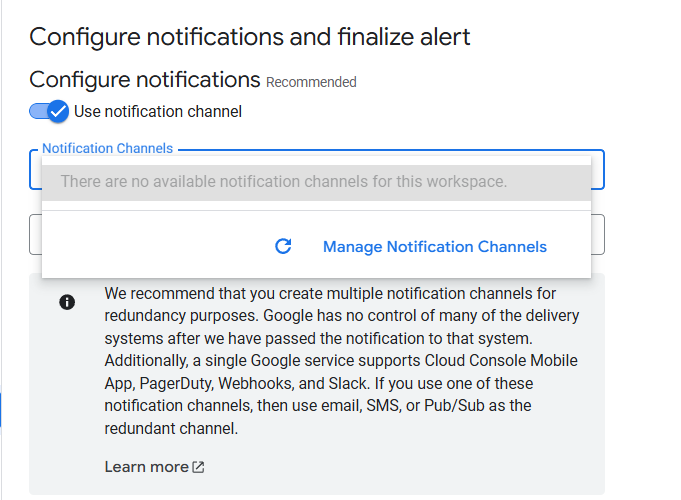 Configure notifications and finalize alert
Configure notifications Recommended
Use notification channel
Notification Channels
There are no available notification channels for this workspace.
Manage Notification Channels
We recommend that you create multiple notification channels for
redundancy purposes. Google has no control of many of the delivery
systems after we have passed the notification to that system.
Additionally, a single Google service supports Cloud Console Mobile
App, PagerDuty, Webhooks, and Slack. If you use one of these
notification channels, then use email, SMS, or Pub/Sub as the
redundant channel.
Learn more